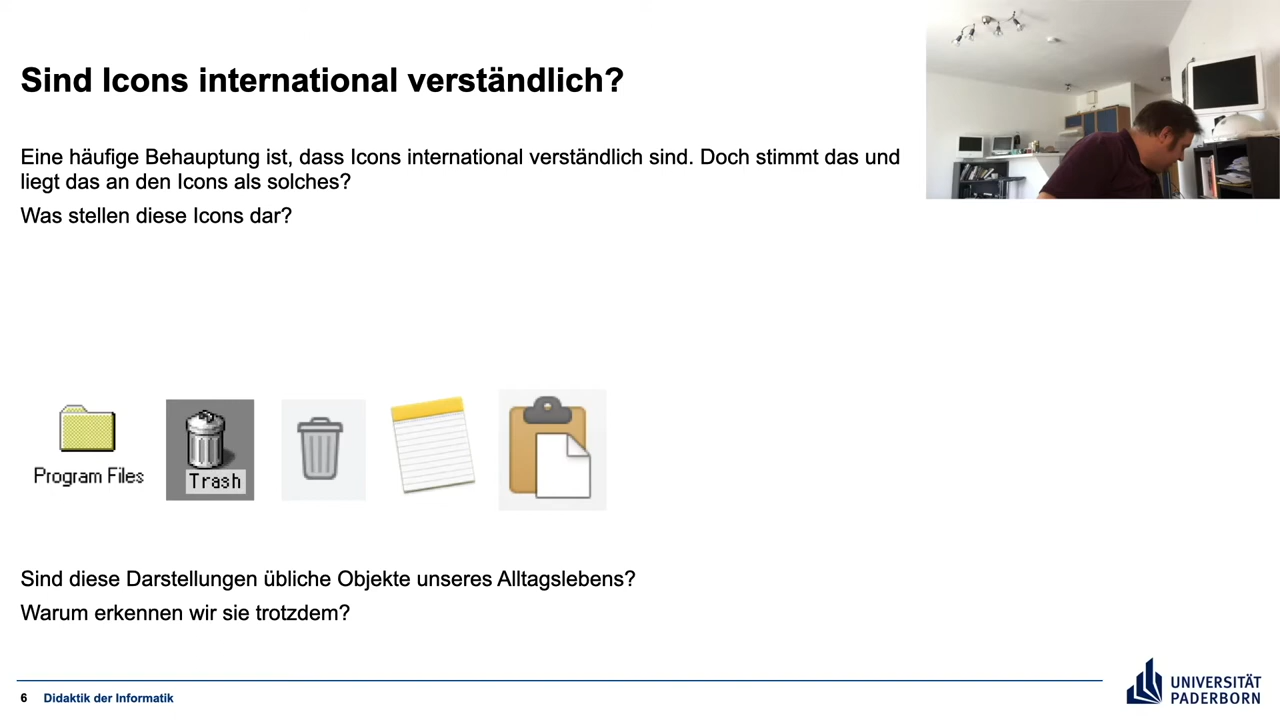 Sind Icons international verständlich?
Eine häufige Behauptung ist, dass Icons international verständlich sind. Doch stimmt das und
liegt das an den Icons als solches?
Was stellen diese Icons dar?
Program Files
Trash
Sind diese Darstellungen übliche Objekte unseres Alltagslebens?
Warum erkennen wir sie trotzdem?
6 Didaktik der Informatik
UNIVERSITÄT
PADERBORN